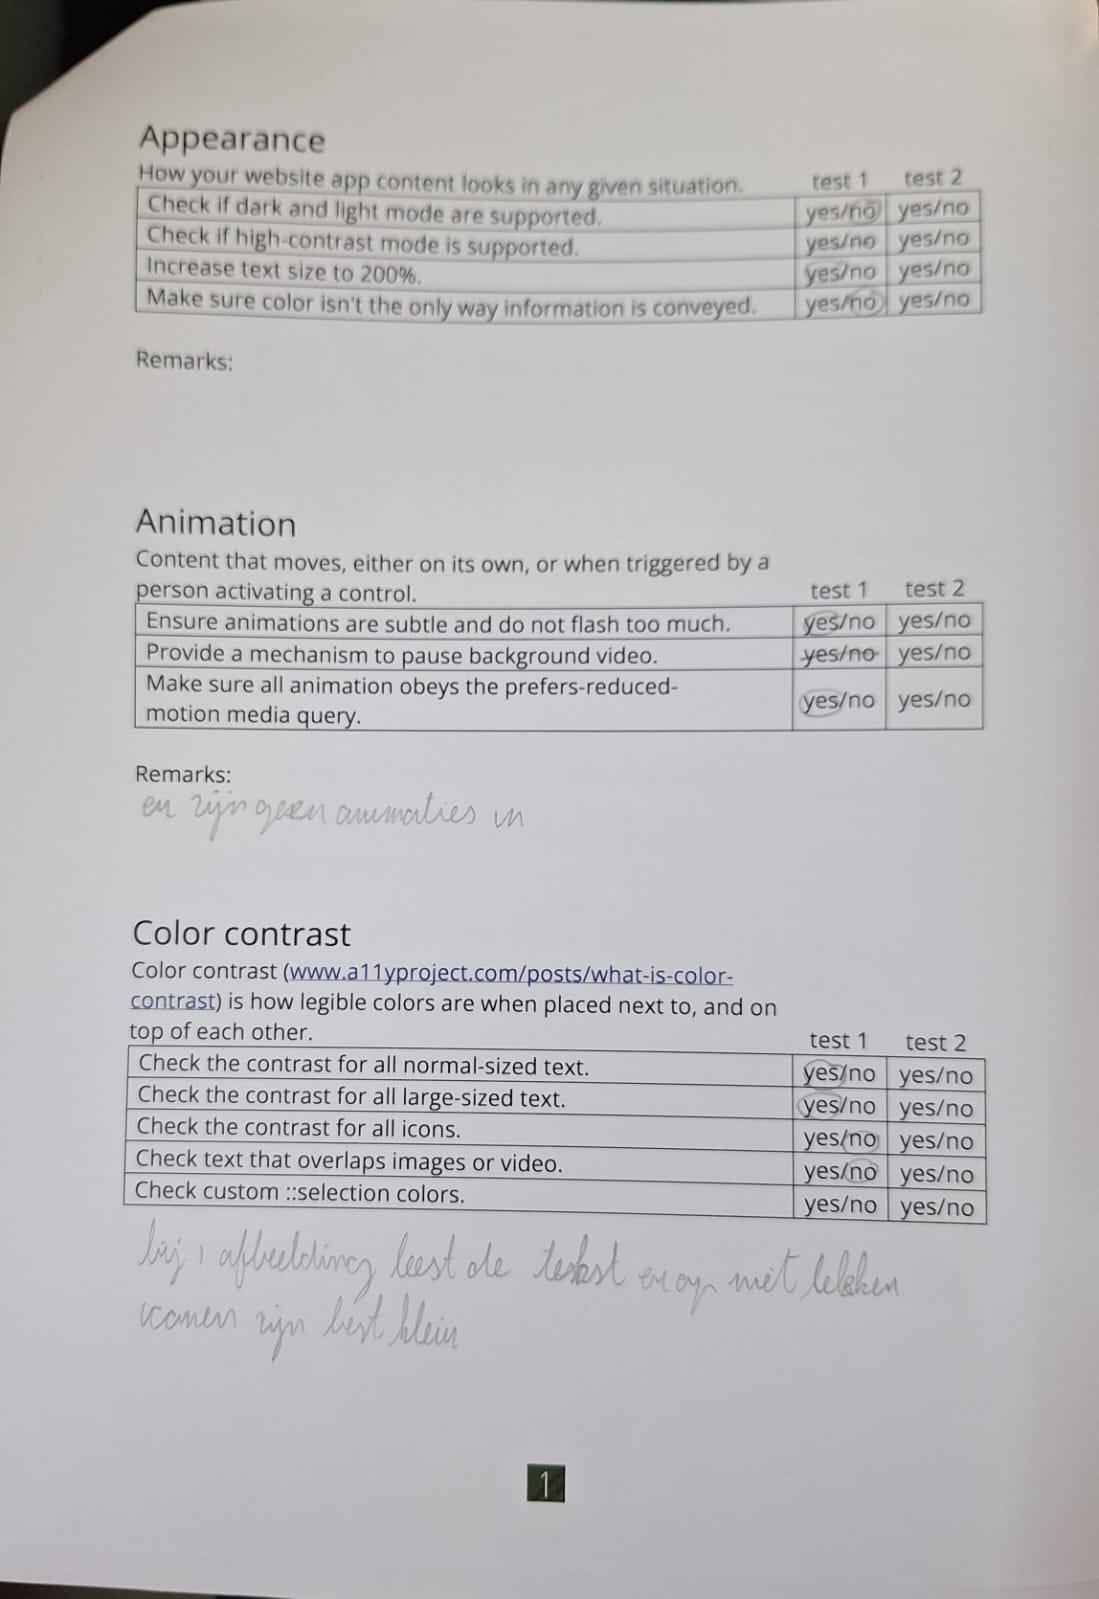 Appearance
How your website app content looks in any given situation. test 1 test 2
Check if dark and light mode are supported. yes/no yes/no
Check if high-contrast mode is supported. yes/no yes/no
Increase text size to 200%. yes/no yes/no
Make sure color isn't the only way information is conveyed. yes/no yes/no
Remarks:
Animation
Content that moves, either on its own, or when triggered by a
person activating a control. test 1 test 2
Ensure animations are subtle and do not flash too much. yes/no yes/no
Provide a mechanism to pause background video. yes/no yes/no
Make sure all animation obeys the prefers-reduced-
motion media query. yes/no yes/no
Remarks:
en zijn geen animaties in
Color contrast
Color contrast (www.a11yproject.com/posts/what-is-color-
contrast) is how legible colors are when placed next to, and on
top of each other. test 1 test 2
Check the contrast for all normal-sized text. yes/no yes/no
Check the contrast for all large-sized text. yes/no yes/no
Check the contrast for all icons. yes/no yes/no
Check text that overlaps images or video. yes/no yes/no
Check custom ::selection colors. yes/no yes/no
bij 1 afbeelding leest de tekst erop niet lekker
iconen zijn best klein
1